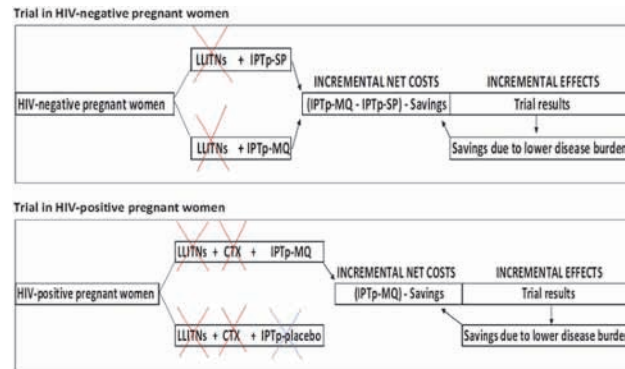 Trial in HIV-negative pregnant women
LLITNs + IPTp-SP
INCREMENTAL NET COSTS INCREMENTAL EFFECTS
HIV-negative pregnant women (IPTp-MQ - IPTp-SP) - Savings Trial results
LLITNs + IPTp-MQ Savings due to lower disease burden
Trial in HIV-positive pregnant women
LLITNs + CTX + IPTp-MQ
INCREMENTAL NET COSTS INCREMENTAL EFFECTS
HIV-positive pregnant women (IPTp-MQ) - Savings Trial results
LLITNs + CTX + IPTp-placebo Savings due to lower disease burden